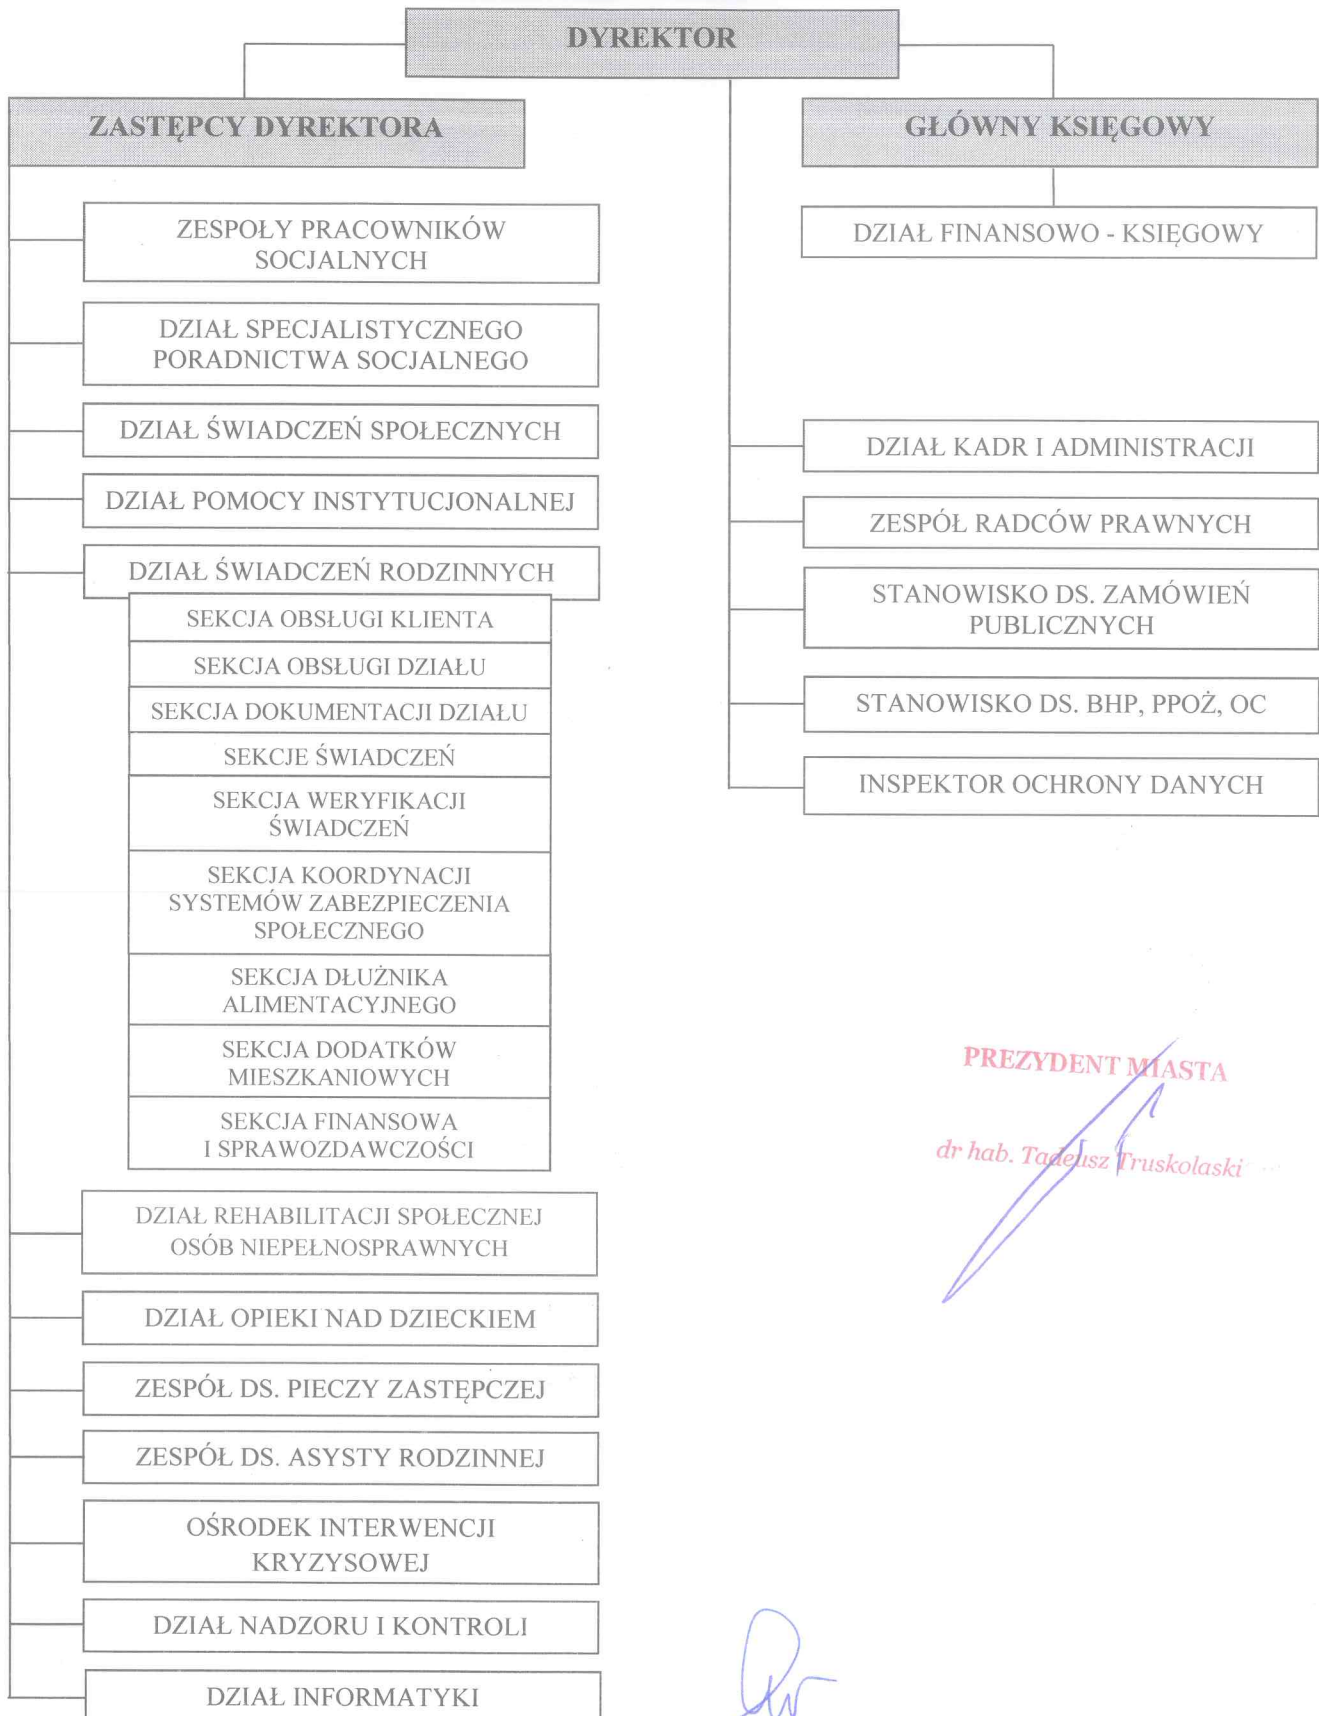 DYREKTOR
ZASTĘPCY DYREKTORA
ZESPOŁY PRACOWNIKÓW
SOCJALNYCH
DZIAŁ SPECJALISTYCZNEGO
PORADNICTWA SOCJALNEGO
DZIAŁ ŚWIADCZEŃ SPOŁECZNYCH
DZIAŁ POMOCY INSTYTUCJONALNEJ
DZIAŁ ŚWIADCZEŃ RODZINNYCH
SEKCJA OBSŁUGI KLIENTA
SEKCJA OBSŁUGI DZIAŁU
SEKCJA DOKUMENTACJI DZIAŁU
SEKCJE ŚWIADCZEŃ
SEKCJA WERYFIKACJI
ŚWIADCZEŃ
SEKCJA KOORDYNACJI
SYSTEMÓW ZABEZPIECZENIA
SPOŁECZNEGO
SEKCJA DŁUŻNIKA
ALIMENTACYJNEGO
SEKCJA DODATKÓW
MIESZKANIOWYCH
SEKCJA FINANSOWA
I SPRAWOZDAWCZOŚCI
DZIAŁ REHABILITACJI SPOŁECZNEJ
OSÓB NIEPEŁNOSPRAWNYCH
DZIAŁ OPIEKI NAD DZIECKIEM
ZESPÓŁ DS. PIECZY ZASTĘPCZEJ
ZESPÓŁ DS. ASYSTY RODZINNEJ
OŚRODEK INTERWENCJI
KRYZYSOWEJ
DZIAŁ NADZORU I KONTROLI
DZIAŁ INFORMATYKI
GŁÓWNY KSIĘGOWY
DZIAŁ FINANSOWO - KSIĘGOWY
DZIAŁ KADR I ADMINISTRACJI
ZESPÓŁ RADCÓW PRAWNYCH
STANOWISKO DS. ZAMÓWIEŃ
PUBLICZNYCH
STANOWISKO DS. BHP, PPOŻ, OC
INSPEKTOR OCHRONY DANYCH
PREZYDENT MIASTA
dr hab. Tadeusz Truskolaski